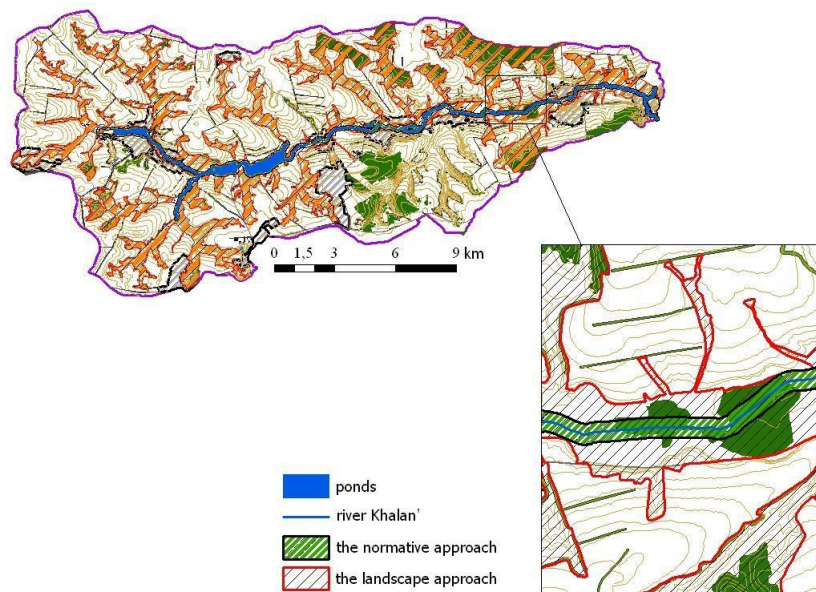 0 1,5 3 6 9 km
ponds
river Khalan'
the normative approach
the landscape approach